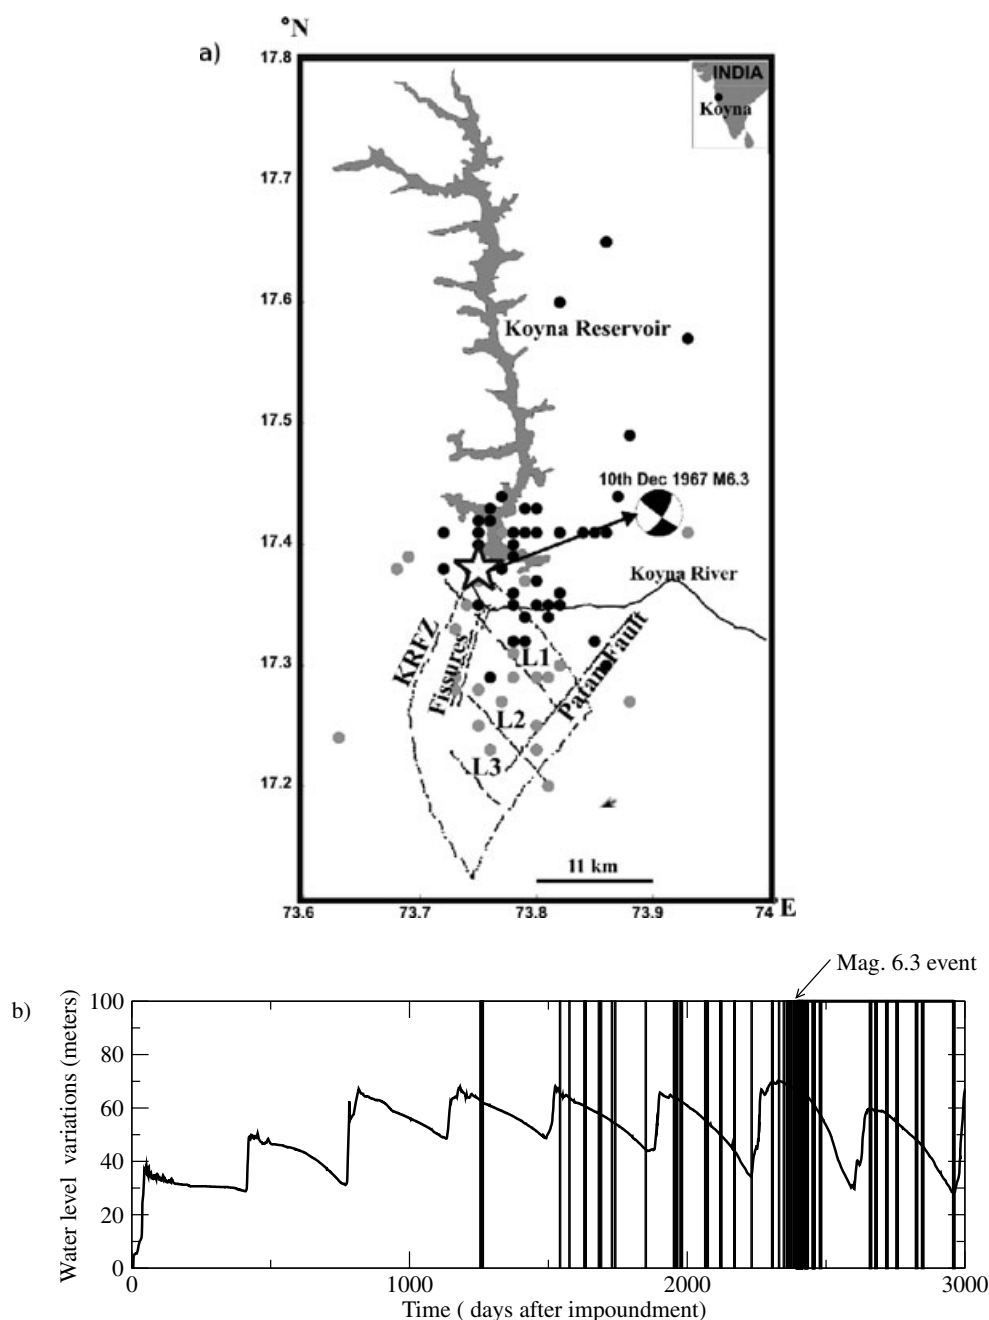 °N
a)
17.8
INDIA
Koyna
17.7
17.6
Koyna Reservoir
17.5
10th Dec 1967 M6.3
17.4
Koyna River
KRFZ
Fissures
L1
Patan Fault
17.3
L2
L3
17.2
11 km
73.6 73.7 73.8 73.9 74 E
Mag. 6.3 event
b)
Water level variations (meters)
100
80
60
40
20
0
0 1000 2000 3000
Time ( days after impoundment)